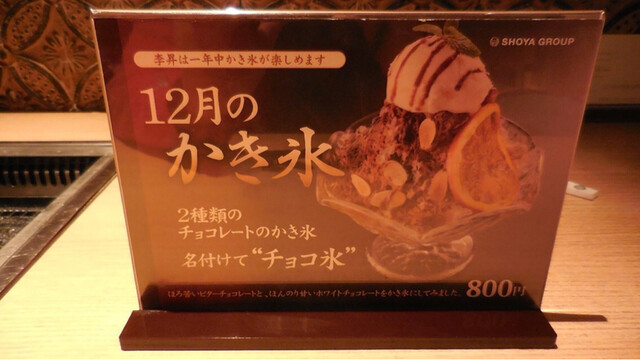 SHOYA GROUP
李昇は一年中かき氷が楽しめます
12月の
かき氷
2種類の
チョコレートのかき氷
名付けて“チョコ氷”
ほろ苦いビターチョコレートと、ほんのり甘いホワイトチョコレートをかき氷にしてみました。 800円